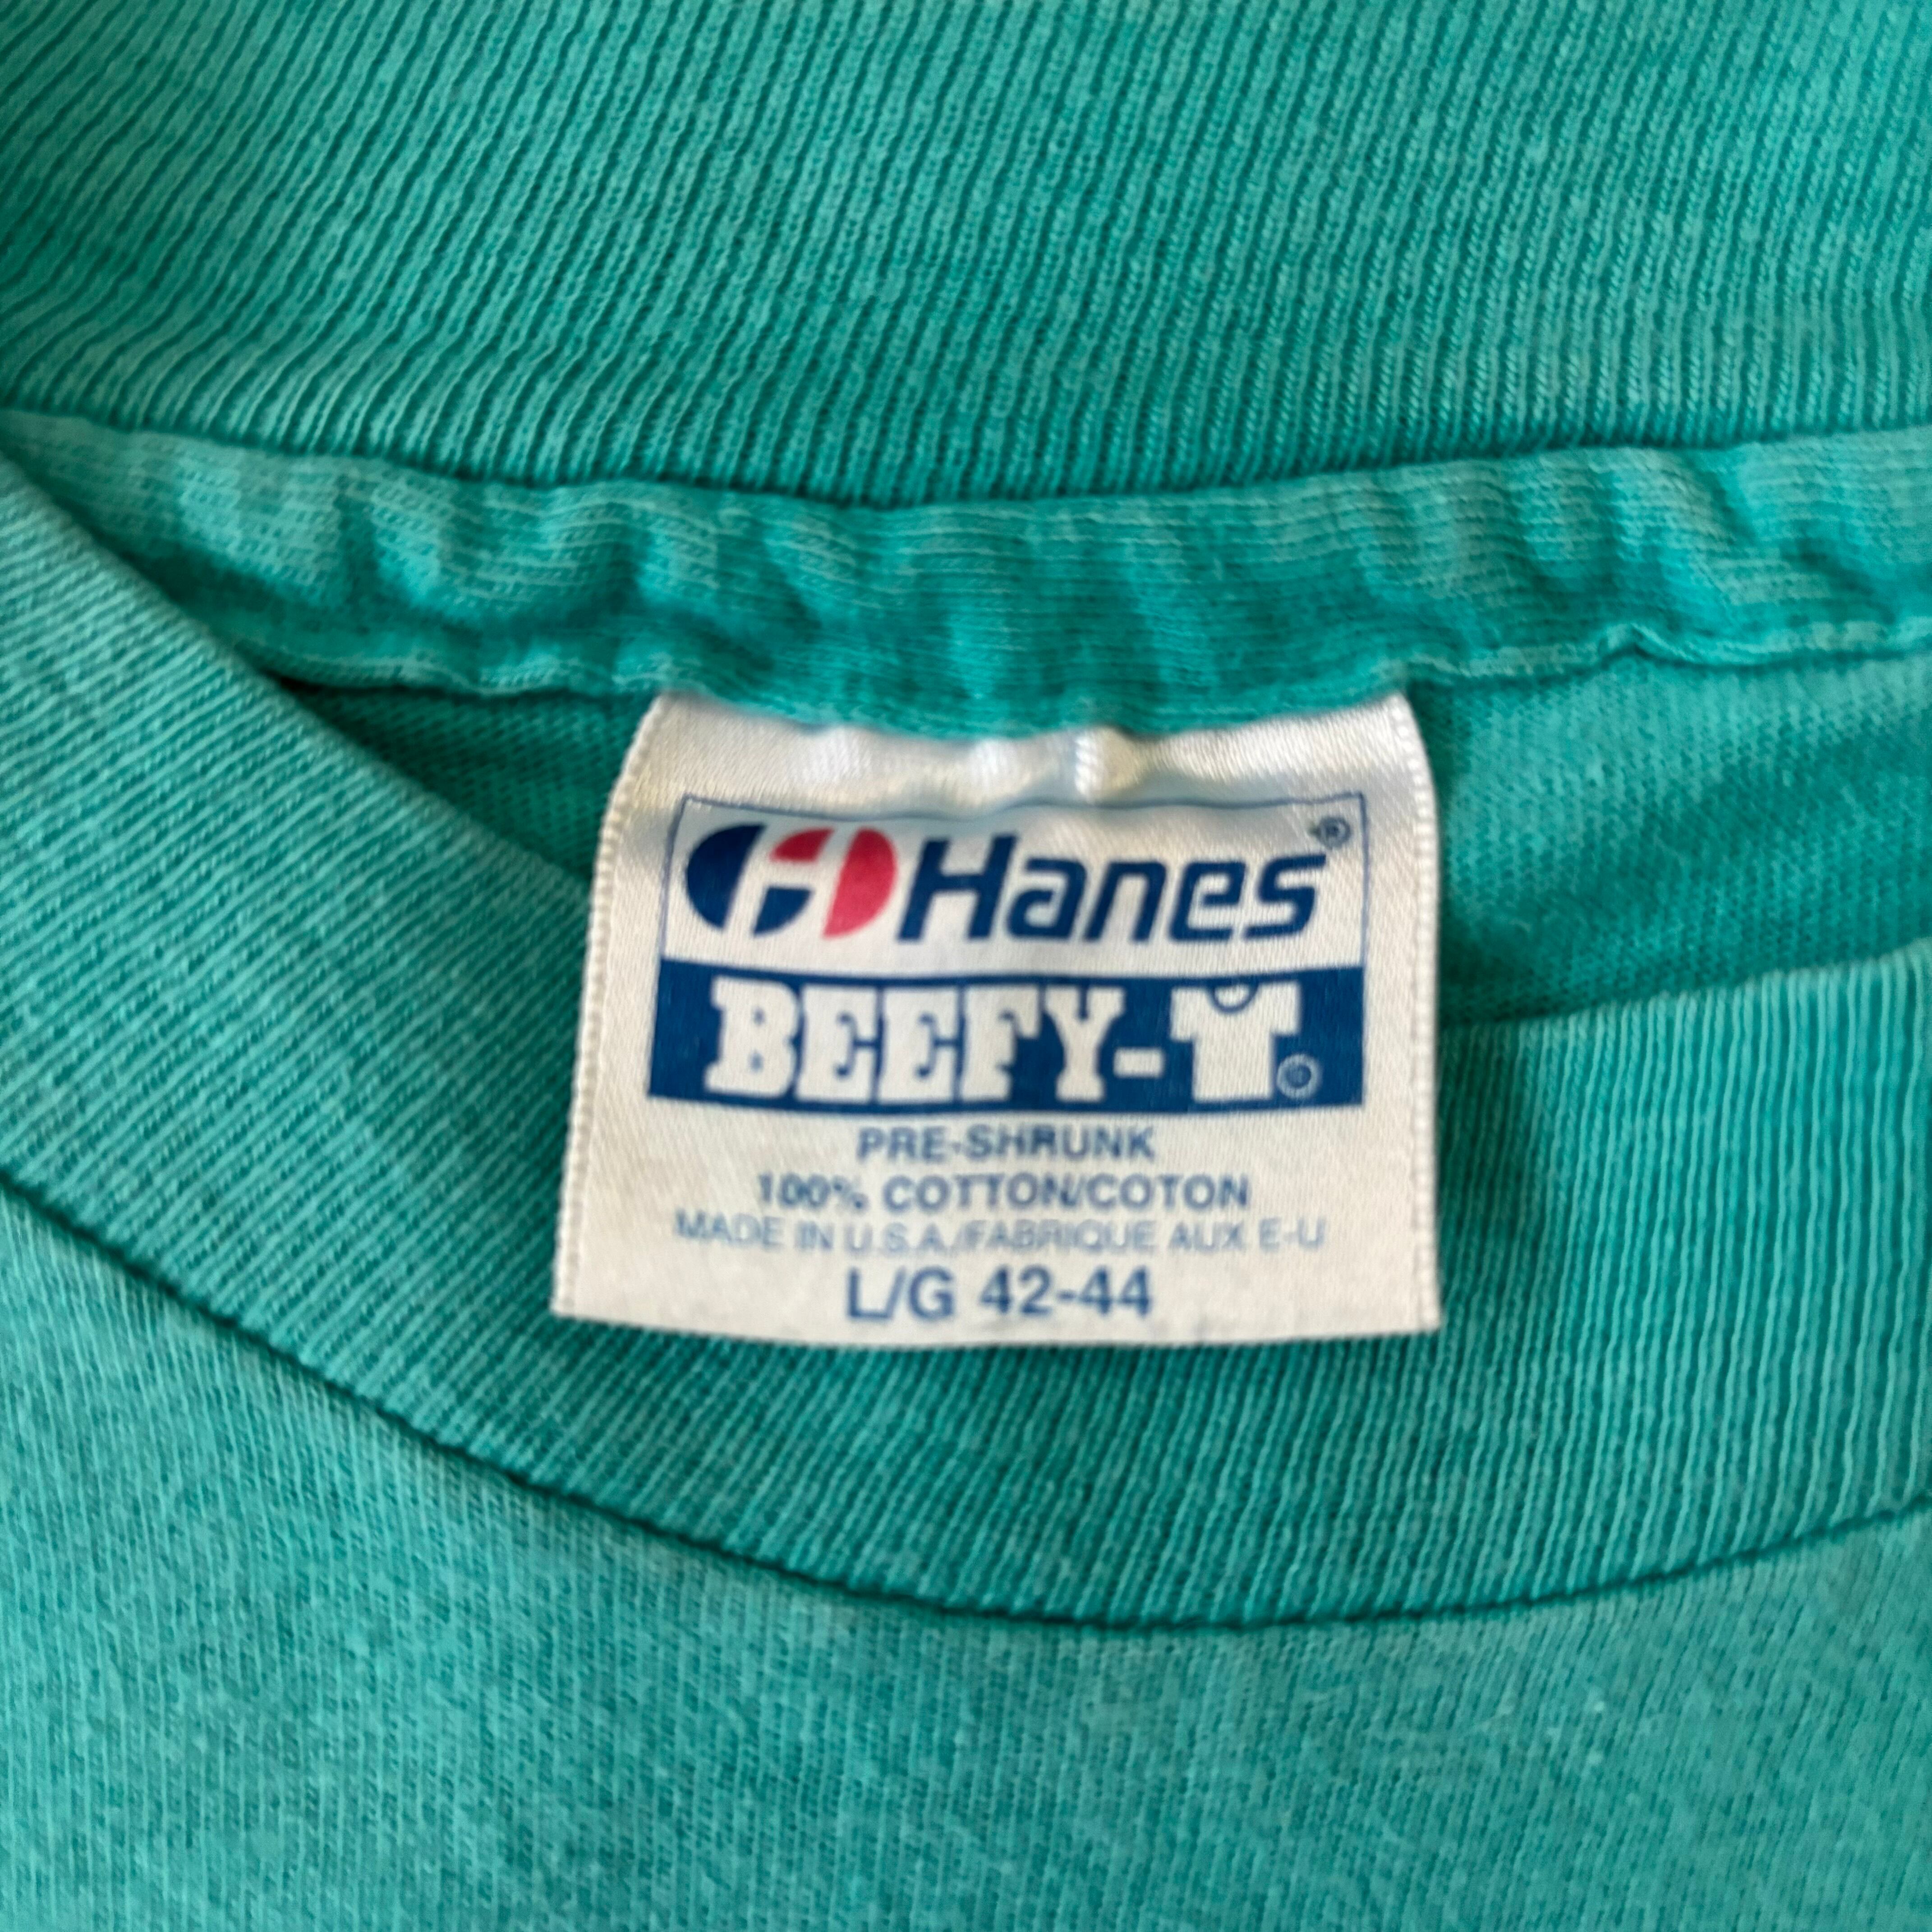 Hanes®
BEEFY-T®
PRE-SHRUNK
100% COTTON/COTON
MADE IN U.S.A./FABRIQUE AUX E-U
L/G 42-44